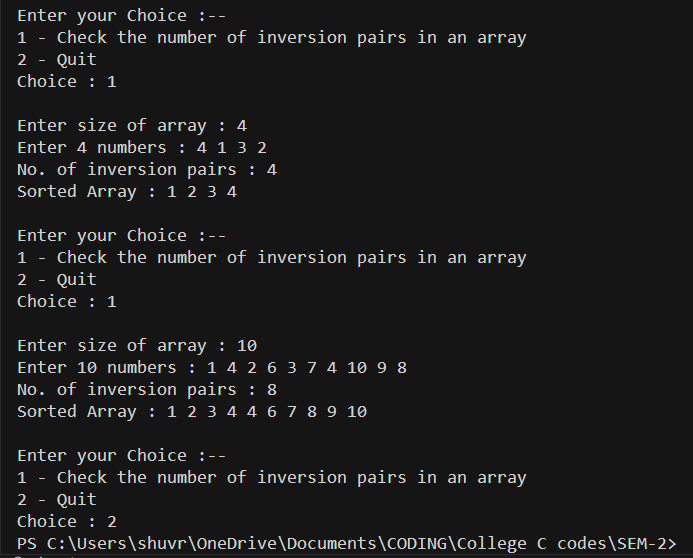 Enter your Choice :--
1 - Check the number of inversion pairs in an array
2 - Quit
Choice : 1
Enter size of array : 4
Enter 4 numbers : 4 1 3 2
No. of inversion pairs : 4
Sorted Array : 1 2 3 4
Enter your Choice :--
1 - Check the number of inversion pairs in an array
2 - Quit
Choice : 1
Enter size of array : 10
Enter 10 numbers : 1 4 2 6 3 7 4 10 9 8
No. of inversion pairs : 8
Sorted Array : 1 2 3 4 4 6 7 8 9 10
Enter your Choice :--
1 - Check the number of inversion pairs in an array
2 - Quit
Choice : 2
PS C:\Users\shuvr\OneDrive\Documents\CODING\College C codes\SEM-2>